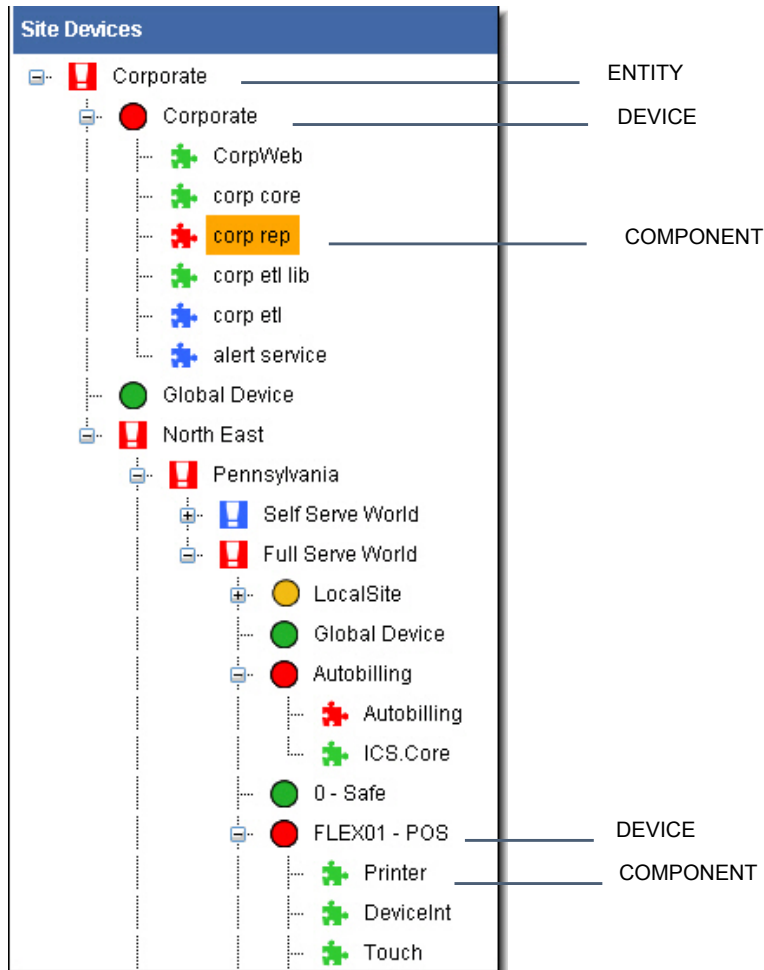 Site Devices
Corporate ENTITY
Corporate DEVICE
CorpWeb
corp core
corp rep COMPONENT
corp etl lib
corp etl
alert service
Global Device
North East
Pennsylvania
Self Serve World
Full Serve World
LocalSite
Global Device
Autobilling
Autobilling
ICS.Core
0 - Safe
FLEX01 - POS DEVICE
Printer COMPONENT
DeviceInt
Touch